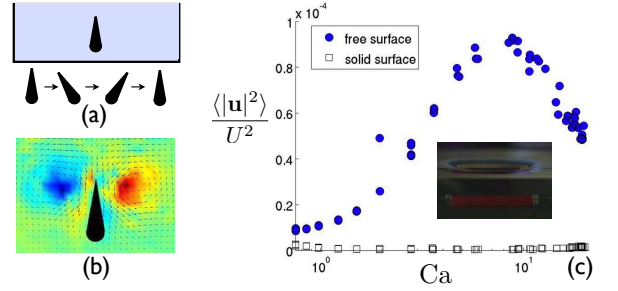 (a)
(b)
x 10⁻⁴
1
0.8
0.6
0.4
0.2
0
⟨|u|²⟩
U²
free surface
solid surface
10⁰
10¹
Ca
(c)